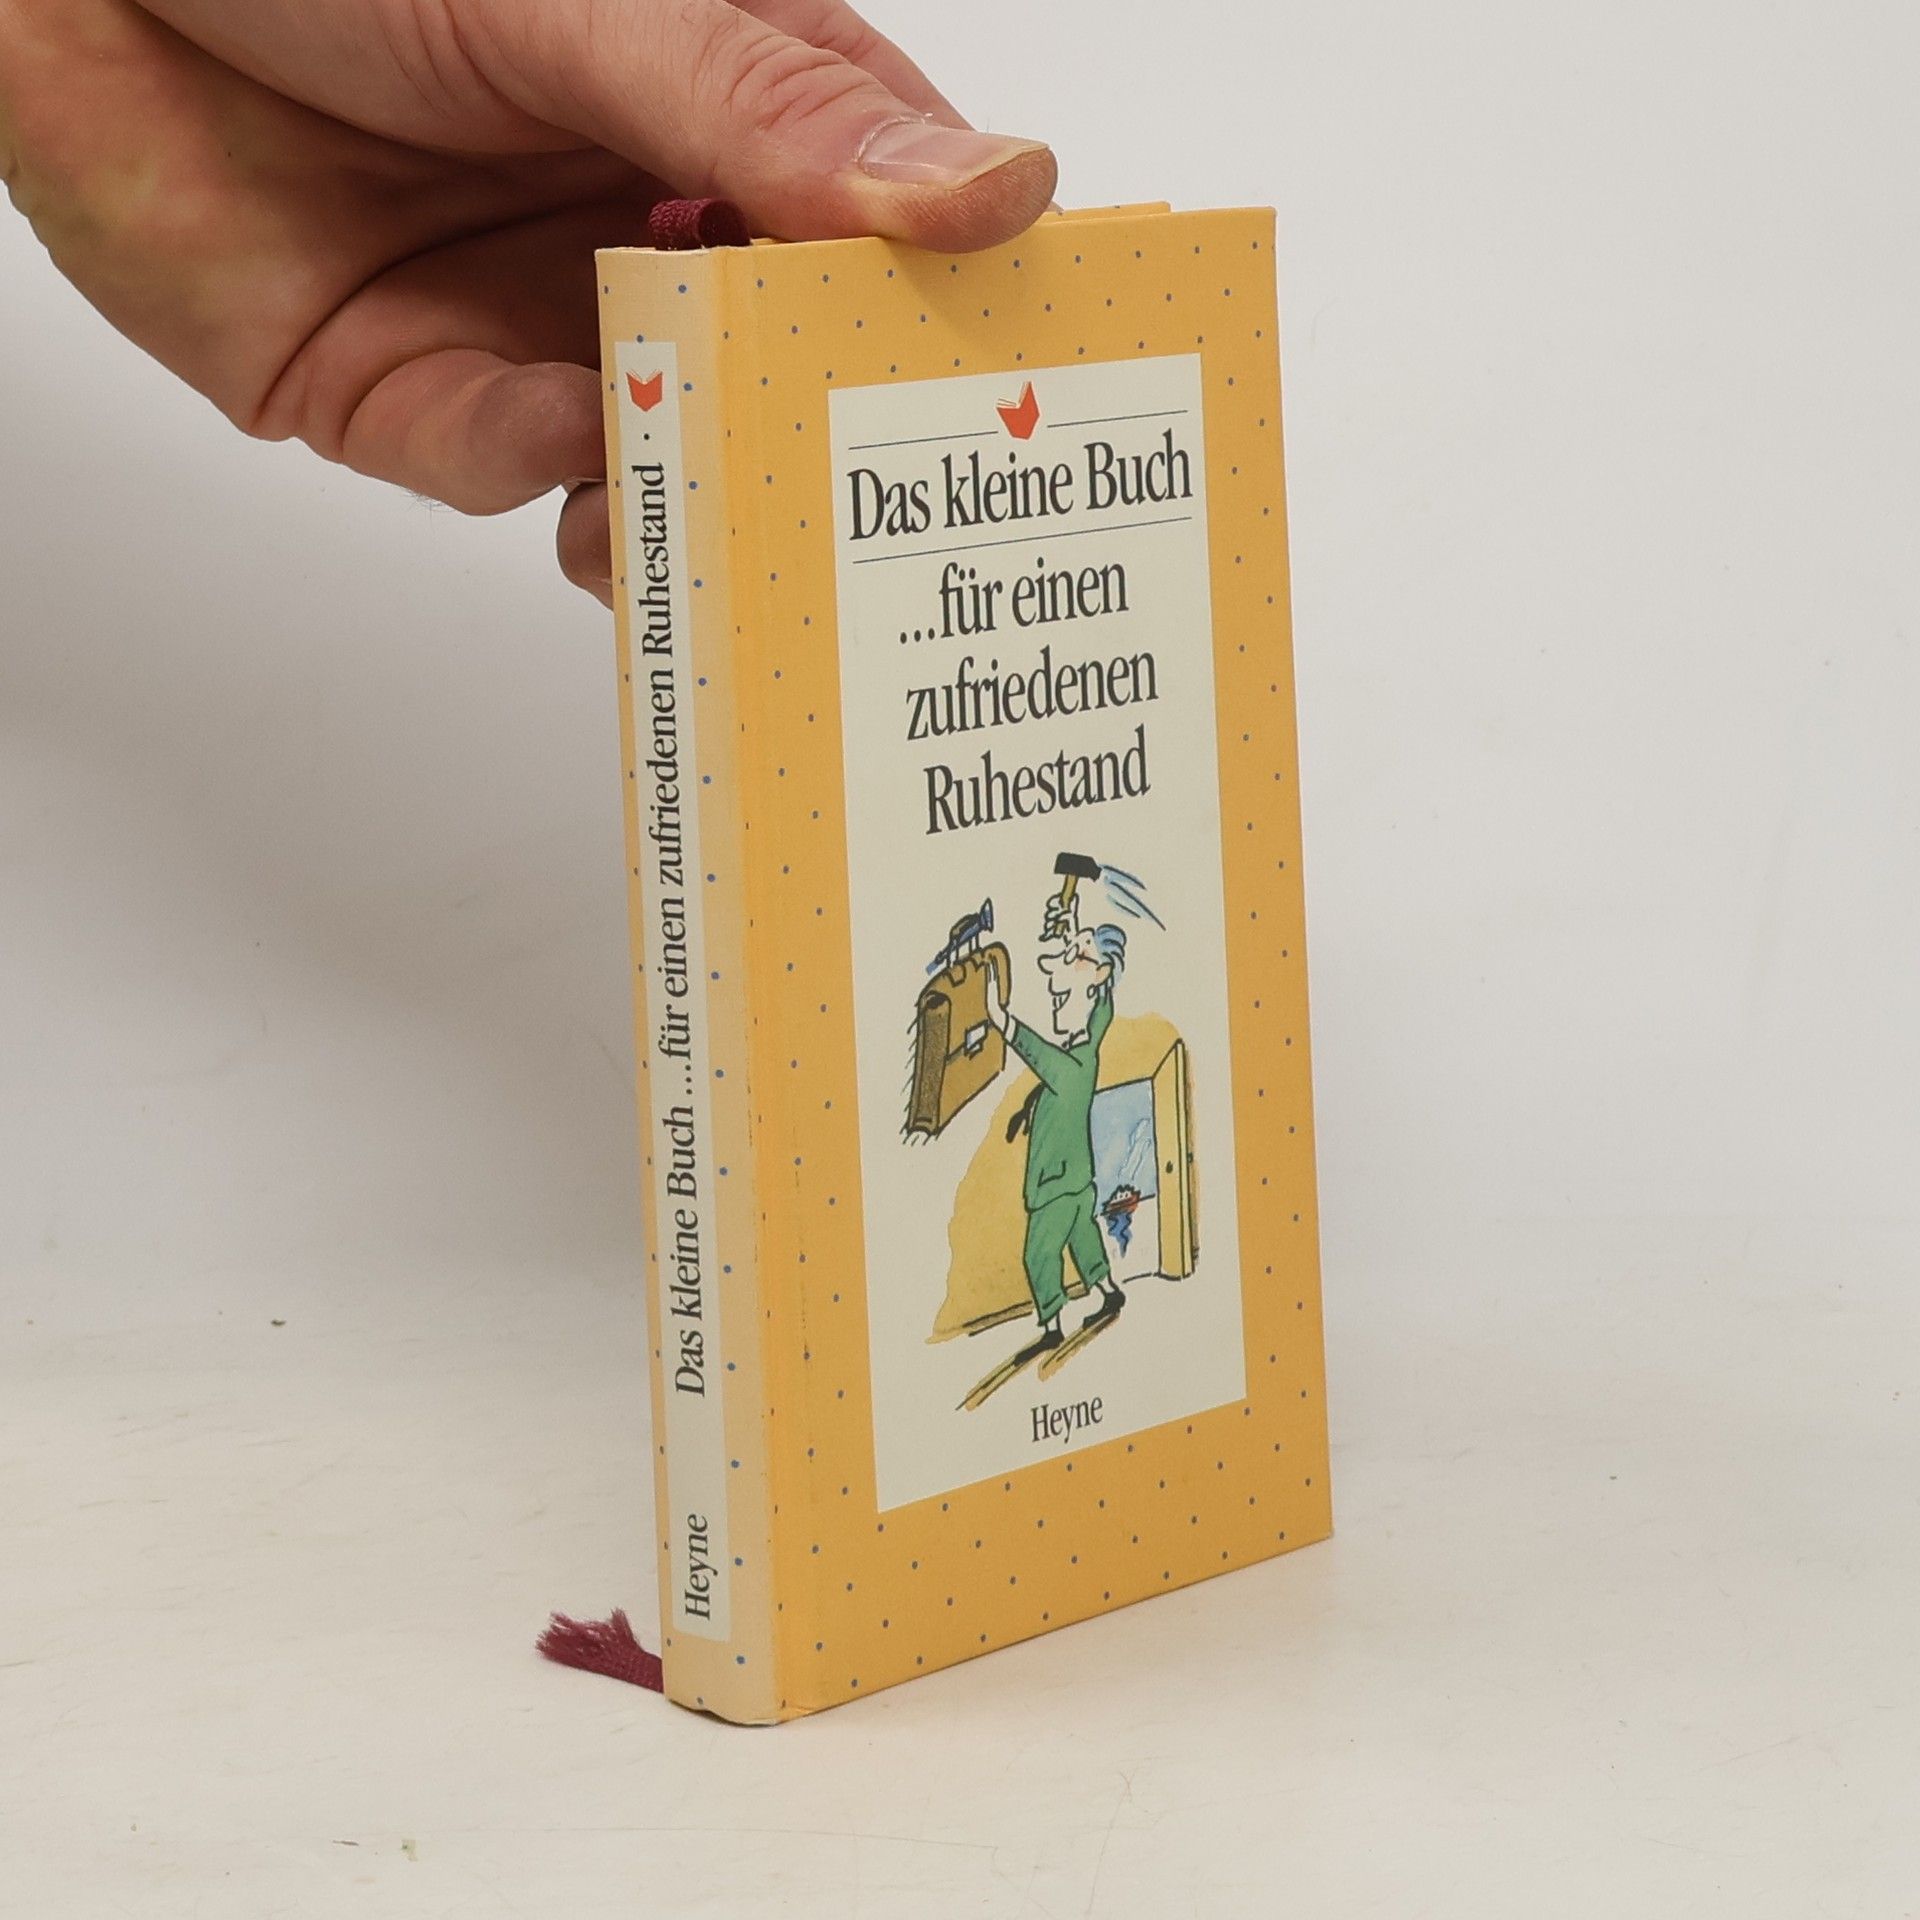 Das kleine Buch
...für einen
zufriedenen
Ruhestand
Heyne
Heyne Das kleine Buch ...für einen zufriedenen Ruhestand ·